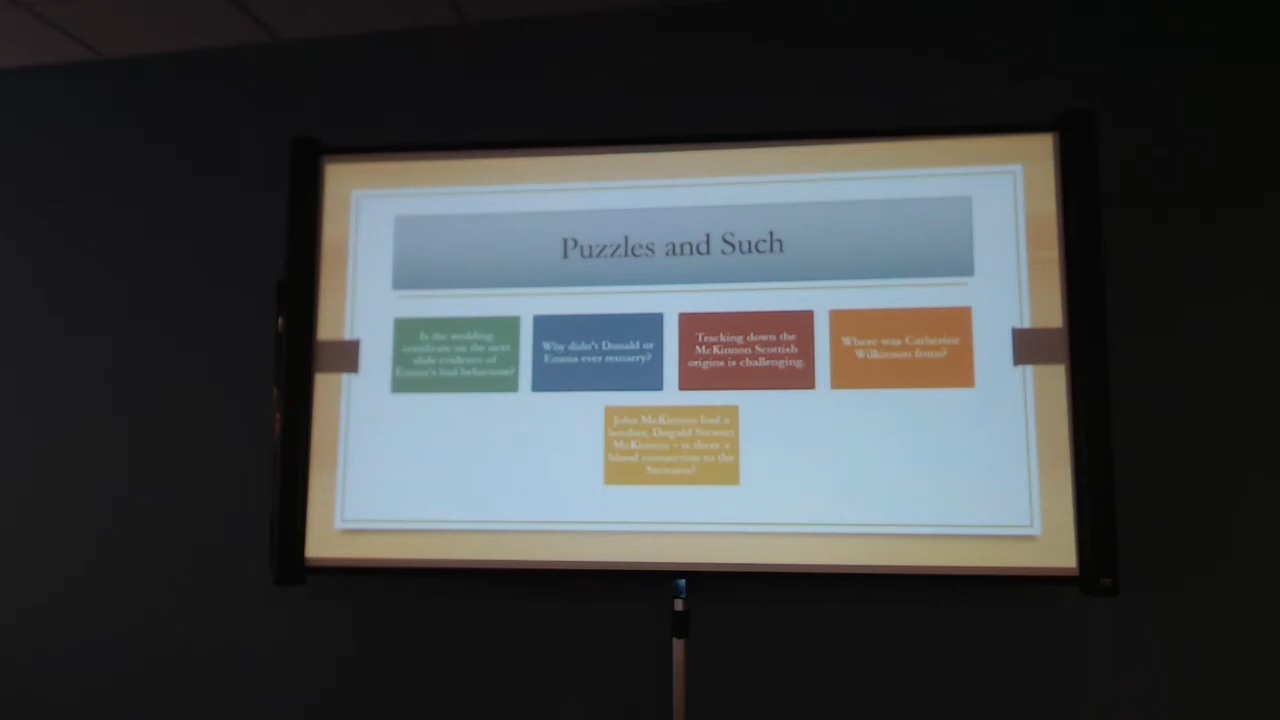 Puzzles and Such
Is the wedding
certificate on the next
slide evidence of
Emma's bad behaviour?
Why didn't Donald or
Emma ever remarry?
Tracking down the
McKinnon Scottish
origins is challenging.
Where was Catherine
Wilkinson from?
John McKinnon had a
brother, Dugald Stewart
McKinnon - is there a
blood connection to the
Stewarts?